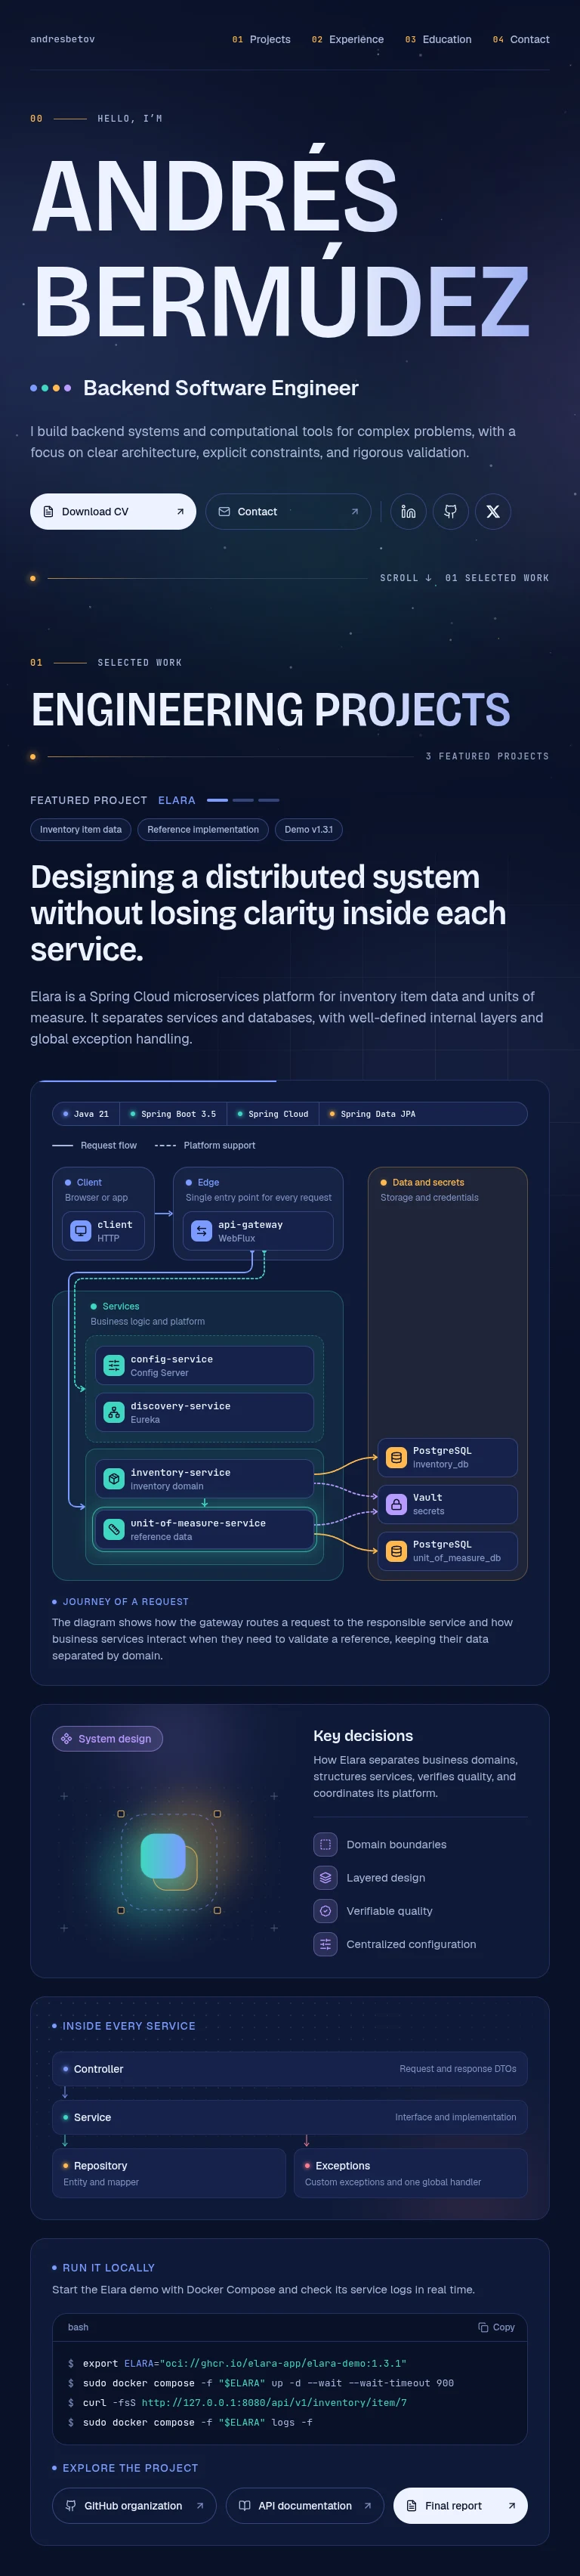 andresbetov
01 Projects 02 Experience 03 Education 04 Contact
00 HELLO, I’M
ANDRÉS
BERMÚDEZ
Backend Software Engineer
I build backend systems and computational tools for complex problems, with a
focus on clear architecture, explicit constraints, and rigorous validation.
Download CV
Contact
SCROLL ↓ 01 SELECTED WORK
01 SELECTED WORK
ENGINEERING PROJECTS
3 FEATURED PROJECTS
FEATURED PROJECT ELARA
Inventory item data
Reference implementation
Demo v1.3.1
Designing a distributed system
without losing clarity inside each
service.
Elara is a Spring Cloud microservices platform for inventory item data and units of
measure. It separates services and databases, with well-defined internal layers and
global exception handling.
Java 21
Spring Boot 3.5
Spring Cloud
Spring Data JPA
Request flow
Platform support
Client
Browser or app
client
HTTP
Edge
Single entry point for every request
api-gateway
WebFlux
Data and secrets
Storage and credentials
Services
Business logic and platform
config-service
Config Server
discovery-service
Eureka
inventory-service
inventory domain
unit-of-measure-service
reference data
PostgreSQL
inventory_db
Vault
secrets
PostgreSQL
unit_of_measure_db
JOURNEY OF A REQUEST
The diagram shows how the gateway routes a request to the responsible service and how
business services interact when they need to validate a reference, keeping their data
separated by domain.
System design
Key decisions
How Elara separates business domains,
structures services, verifies quality, and
coordinates its platform.
Domain boundaries
Layered design
Verifiable quality
Centralized configuration
INSIDE EVERY SERVICE
Controller
Request and response DTOs
Service
Interface and implementation
Repository
Entity and mapper
Exceptions
Custom exceptions and one global handler
RUN IT LOCALLY
Start the Elara demo with Docker Compose and check its service logs in real time.
bash
Copy
$ export ELARA="oci://ghcr.io/elara-app/elara-demo:1.3.1"
$ sudo docker compose -f "$ELARA" up -d --wait --wait-timeout 900
$ curl -fsS http://127.0.0.1:8080/api/v1/inventory/item/7
$ sudo docker compose -f "$ELARA" logs -f
EXPLORE THE PROJECT
GitHub organization
API documentation
Final report